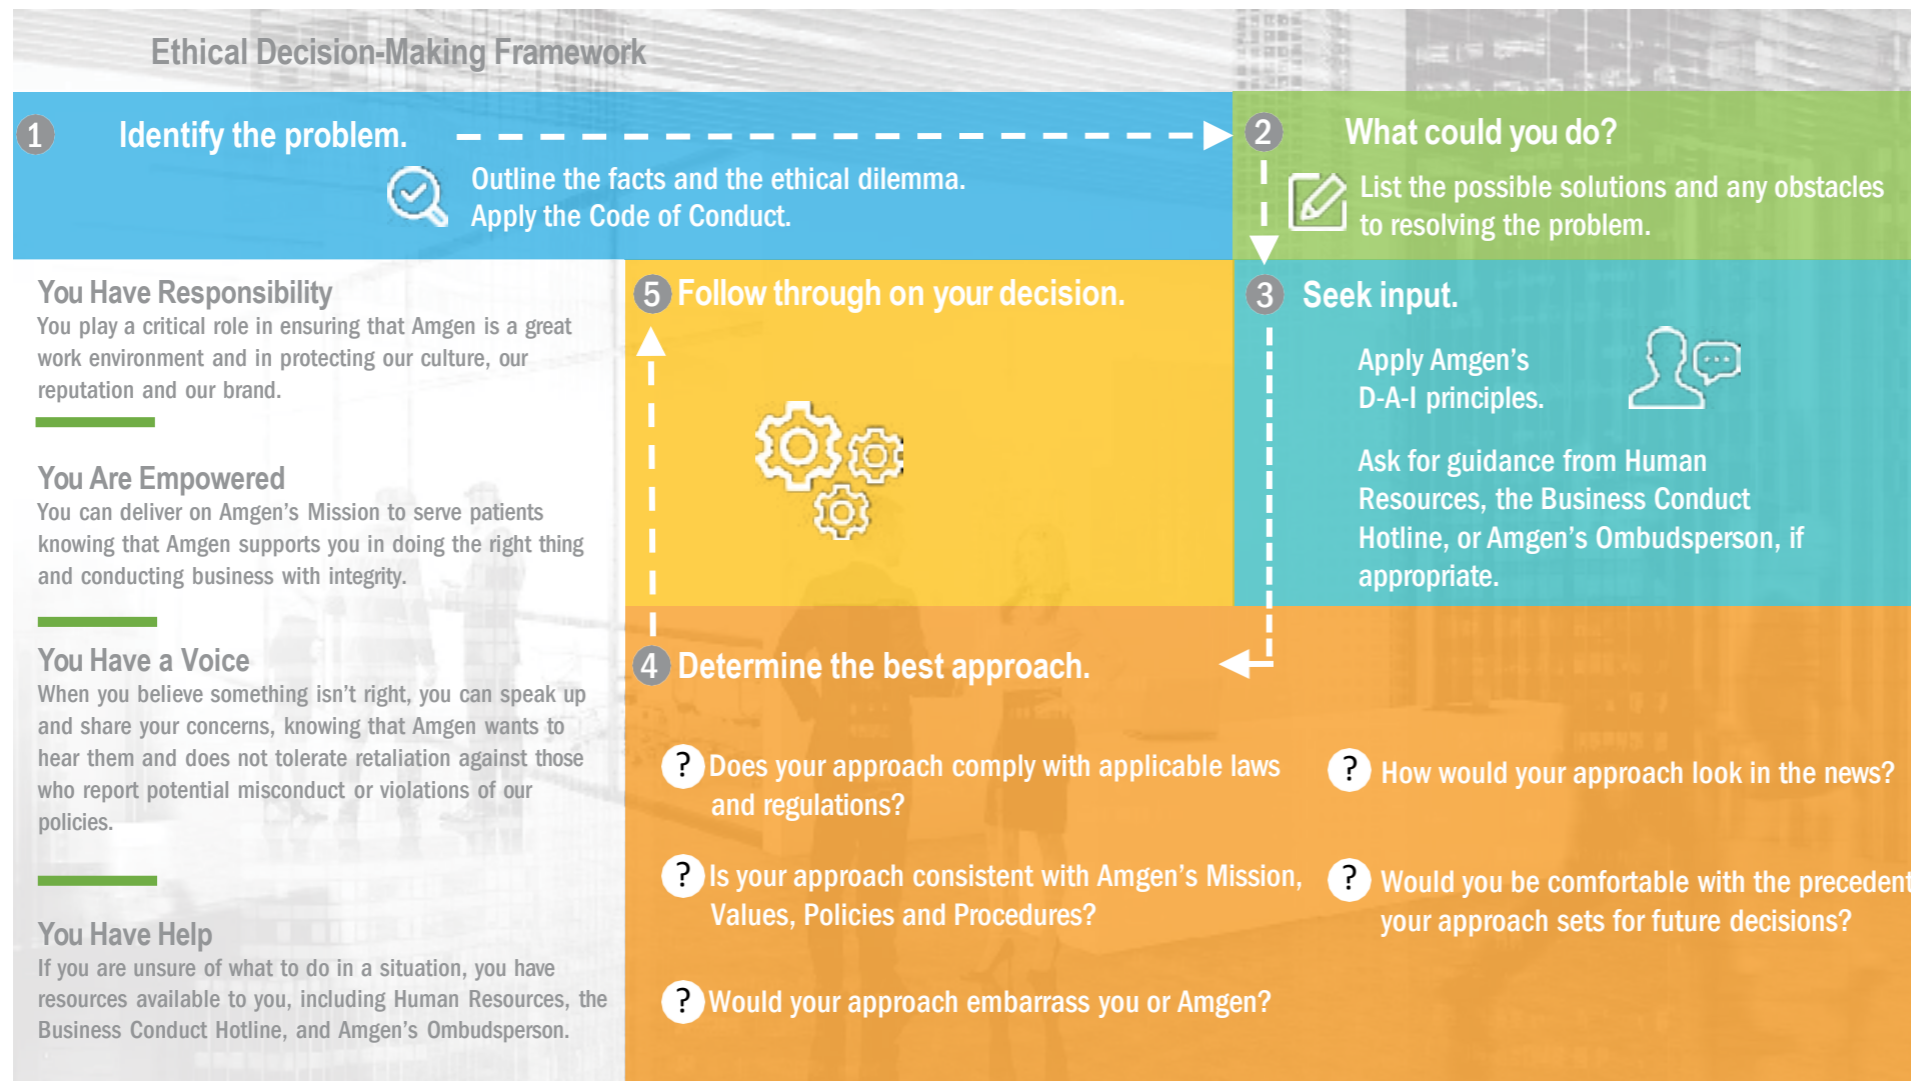 Ethical Decision-Making Framework
1 Identify the problem.
Outline the facts and the ethical dilemma.
Apply the Code of Conduct.
2 What could you do?
List the possible solutions and any obstacles
to resolving the problem.
3 Seek input.
Apply Amgen's
D-A-I principles.
Ask for guidance from Human
Resources, the Business Conduct
Hotline, or Amgen's Ombudsperson, if
appropriate.
4 Determine the best approach.
? Does your approach comply with applicable laws
and regulations?
? Is your approach consistent with Amgen's Mission,
Values, Policies and Procedures?
? Would your approach embarrass you or Amgen?
? How would your approach look in the news?
? Would you be comfortable with the precedent
your approach sets for future decisions?
5 Follow through on your decision.
You Have Responsibility
You play a critical role in ensuring that Amgen is a great
work environment and in protecting our culture, our
reputation and our brand.
You Are Empowered
You can deliver on Amgen's Mission to serve patients
knowing that Amgen supports you in doing the right thing
and conducting business with integrity.
You Have a Voice
When you believe something isn't right, you can speak up
and share your concerns, knowing that Amgen wants to
hear them and does not tolerate retaliation against those
who report potential misconduct or violations of our
policies.
You Have Help
If you are unsure of what to do in a situation, you have
resources available to you, including Human Resources, the
Business Conduct Hotline, and Amgen's Ombudsperson.